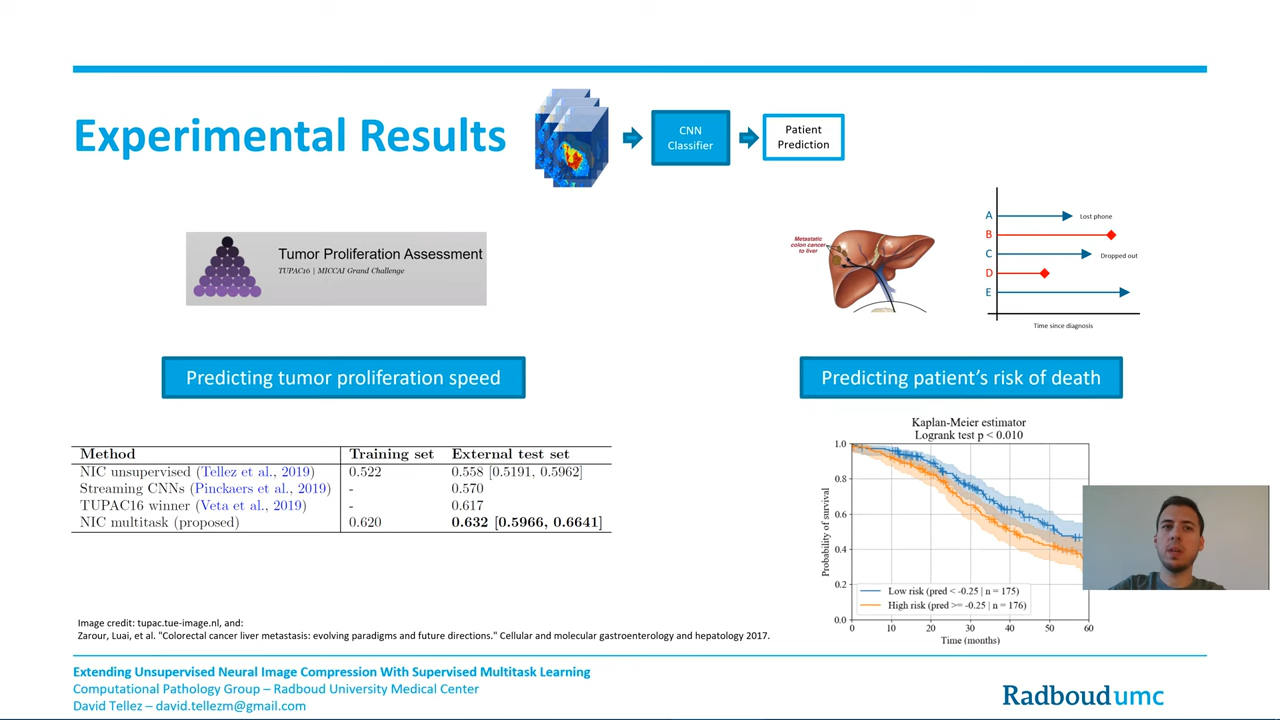 Experimental Results
CNN
Classifier
Patient
Prediction
Tumor Proliferation Assessment
TUPAC16 | MICCAI Grand Challenge
Metastatic
colon cancer
to liver
A
Lost phone
B
C
Dropped out
D
E
Time since diagnosis
Predicting tumor proliferation speed
Predicting patient's risk of death
Method Training set External test set
NIC unsupervised (Tellez et al., 2019) 0.522 0.558 [0.5191, 0.5962]
Streaming CNNs (Pinckaers et al., 2019) - 0.570
TUPAC16 winner (Veta et al., 2019) - 0.617
NIC multitask (proposed) 0.620 0.632 [0.5966, 0.6641]
Kaplan-Meier estimator
Logrank test p < 0.010
1.0
0.8
0.6
0.4
0.2
0.0
Probability of survival
Low risk (pred < -0.25 | n = 175)
High risk (pred >= -0.25 | n = 176)
0 10 20 30 40 50 60
Time (months)
Image credit: tupac.tue-image.nl, and:
Zarour, Luai, et al. "Colorectal cancer liver metastasis: evolving paradigms and future directions." Cellular and molecular gastroenterology and hepatology 2017.
Extending Unsupervised Neural Image Compression With Supervised Multitask Learning
Computational Pathology Group – Radboud University Medical Center
David Tellez – david.tellezm@gmail.com
Radboudumc